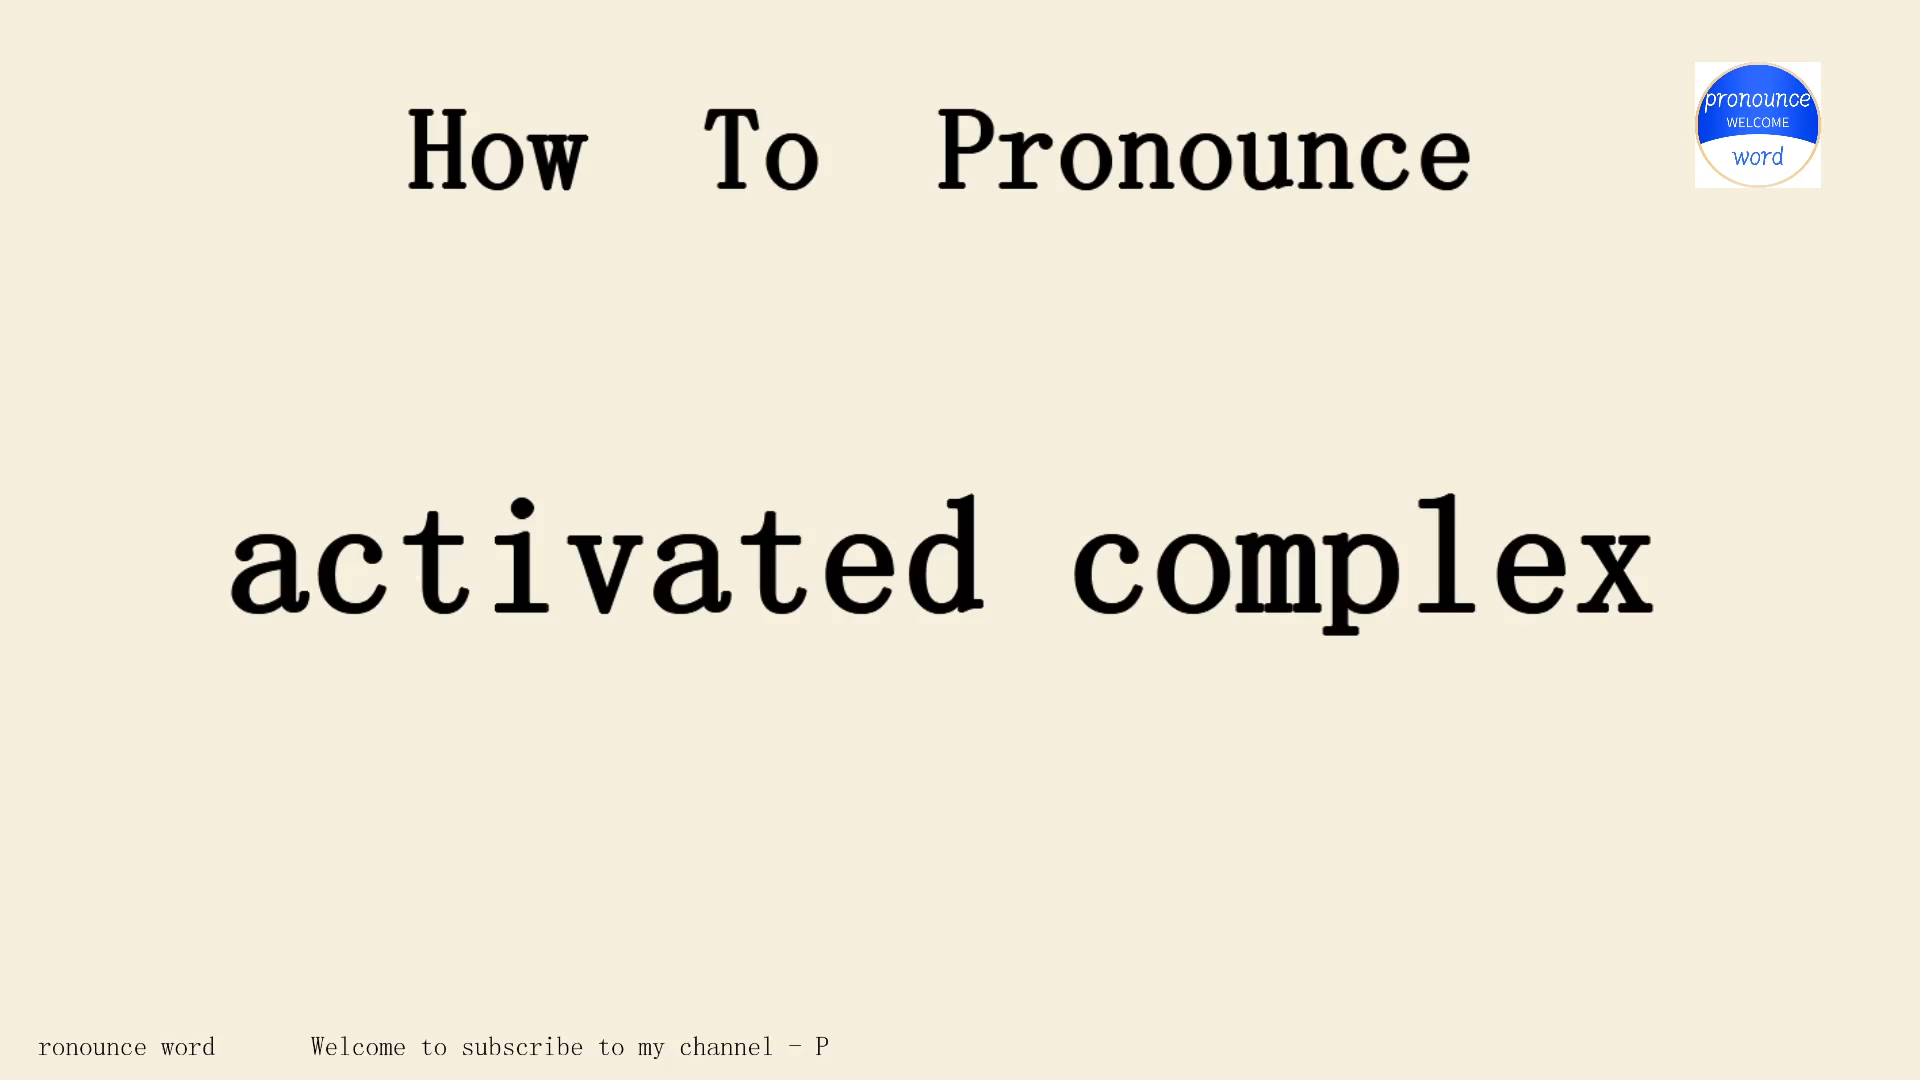 How To Pronounce
pronounce
WELCOME
word
activated complex
ronounce word Welcome to subscribe to my channel - P